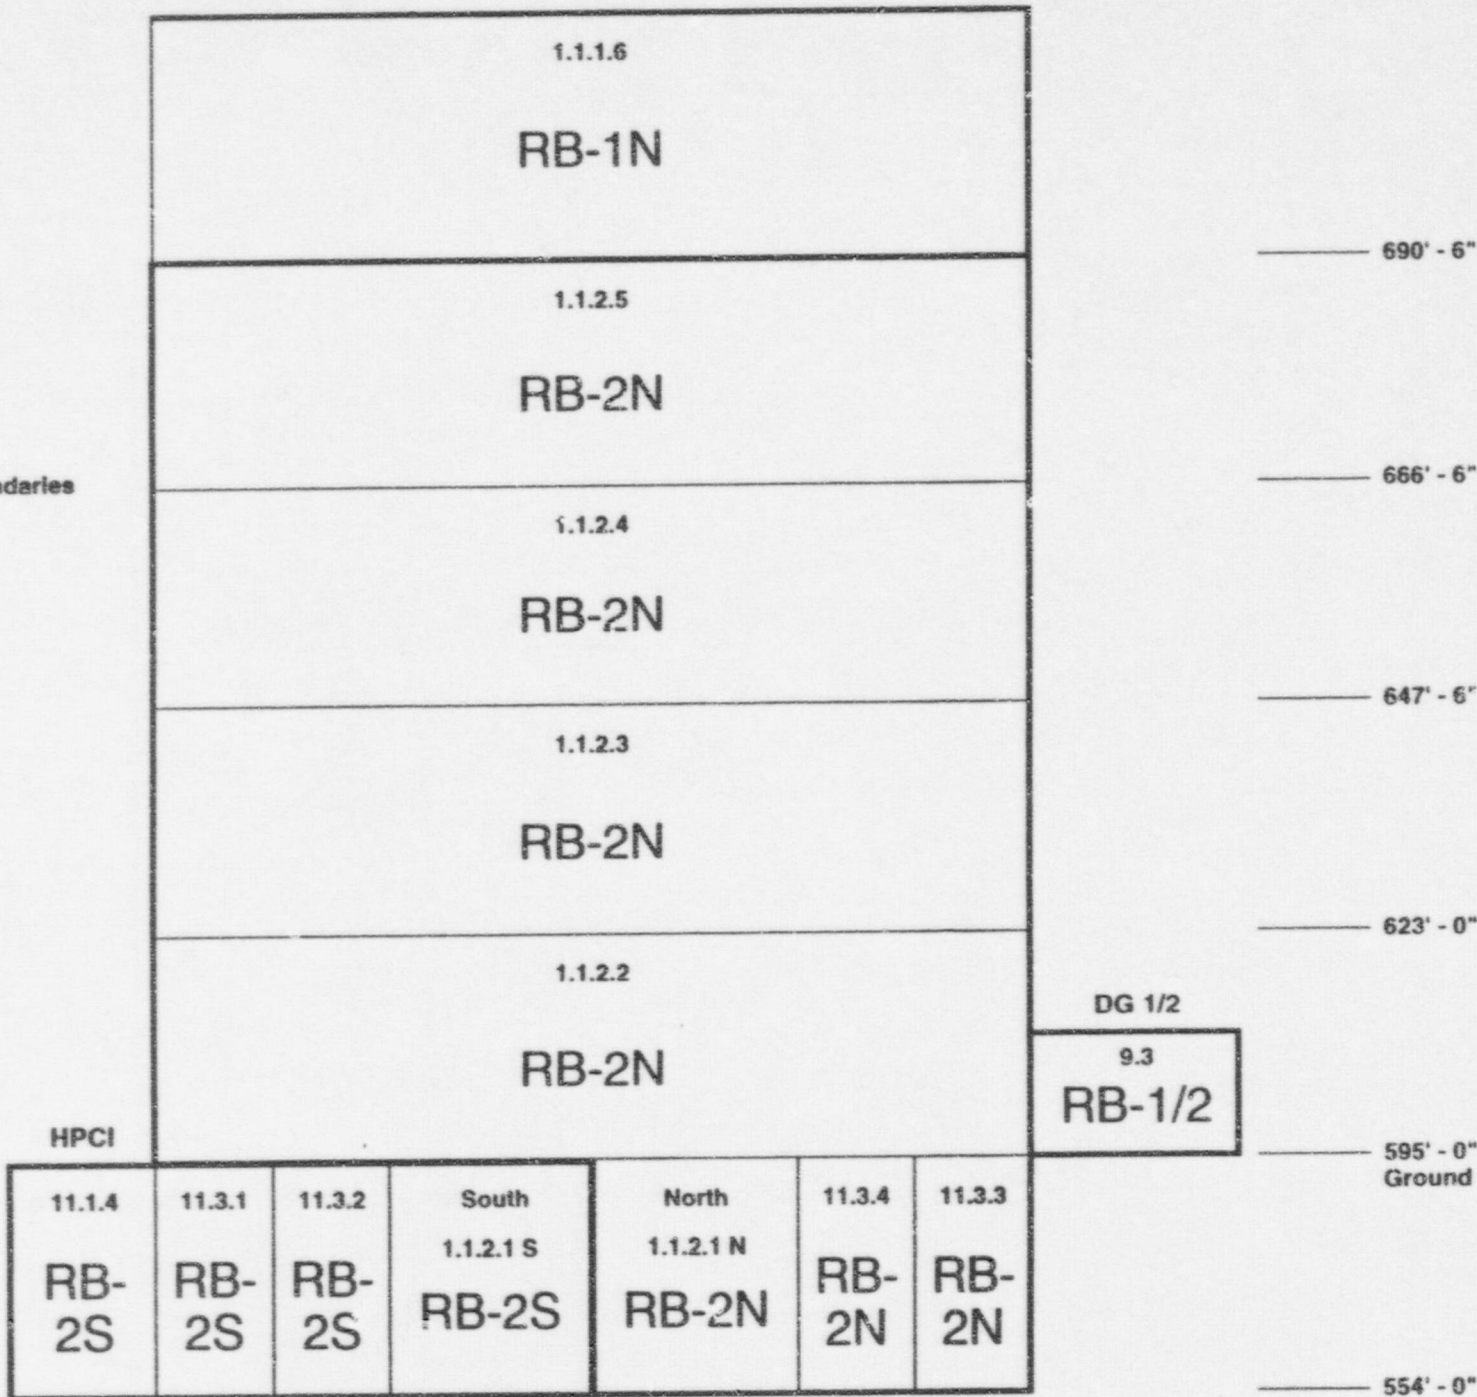 1.1.1.6
RB-1N
690' - 6"
1.1.2.5
RB-2N
666' - 6"
1.1.2.4
RB-2N
647' - 6"
1.1.2.3
RB-2N
623' - 0"
1.1.2.2
RB-2N
DG 1/2
9.3
RB-1/2
HPCI
595' - 0"
Ground
11.1.4
RB-
2S
11.3.1
RB-
2S
11.3.2
RB-
2S
South
1.1.2.1 S
RB-2S
North
1.1.2.1 N
RB-2N
11.3.4
RB-
2N
11.3.3
RB-
2N
554' - 0"